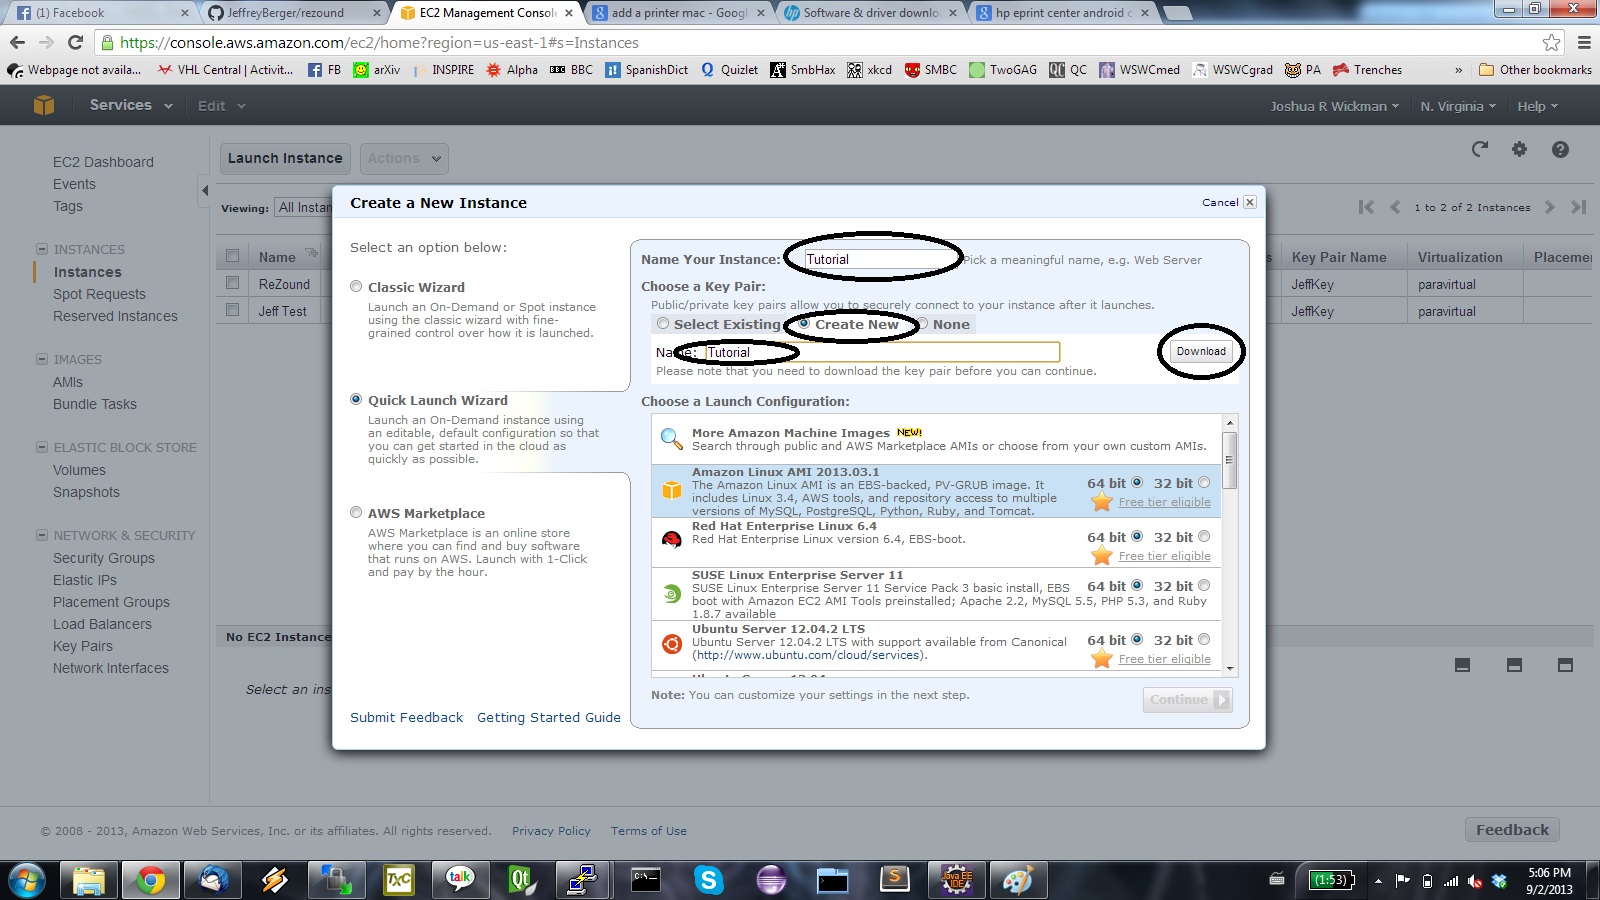 (1) Facebook
JeffreyBerger/rezound
EC2 Management Console
add a printer mac - Goog
Software & driver downlo
hp eprint center android c
https://console.aws.amazon.com/ec2/home?region=us-east-1#s=Instances
Webpage not availa...
VHL Central | Activit...
FB
arXiv
INSPIRE
Alpha
BBC
SpanishDict
Quizlet
SmbHax
xkcd
SMBC
TwoGAG
QC
WSWCmed
WSWCgrad
PA
Trenches
»
Other bookmarks
Services
Edit
Joshua R Wickman
N. Virginia
Help
EC2 Dashboard
Events
Tags
INSTANCES
Instances
Spot Requests
Reserved Instances
IMAGES
AMIs
Bundle Tasks
ELASTIC BLOCK STORE
Volumes
Snapshots
NETWORK & SECURITY
Security Groups
Elastic IPs
Placement Groups
Load Balancers
Key Pairs
Network Interfaces
Launch Instance
Actions
Viewing:
All Instan
1 to 2 of 2 Instances
Name
s
Key Pair Name
Virtualization
Placemen
ReZound
JeffKey
paravirtual
Jeff Test
JeffKey
paravirtual
No EC2 Instance
Select an ins
Create a New Instance
Cancel
Select an option below:
Classic Wizard
Launch an On-Demand or Spot instance
using the classic wizard with fine-
grained control over how it is launched.
Quick Launch Wizard
Launch an On-Demand instance using
an editable, default configuration so that
you can get started in the cloud as
quickly as possible.
AWS Marketplace
AWS Marketplace is an online store
where you can find and buy software
that runs on AWS. Launch with 1-Click
and pay by the hour.
Submit Feedback
Getting Started Guide
Name Your Instance:
Tutorial
Pick a meaningful name, e.g. Web Server
Choose a Key Pair:
Public/private key pairs allow you to securely connect to your instance after it launches.
Select Existing
Create New
None
Name:
Tutorial
Download
Please note that you need to download the key pair before you can continue.
Choose a Launch Configuration:
More Amazon Machine Images NEW!
Search through public and AWS Marketplace AMIs or choose from your own custom AMIs.
Amazon Linux AMI 2013.03.1
The Amazon Linux AMI is an EBS-backed, PV-GRUB image. It
includes Linux 3.4, AWS tools, and repository access to multiple
versions of MySQL, PostgreSQL, Python, Ruby, and Tomcat.
64 bit
32 bit
Free tier eligible
Red Hat Enterprise Linux 6.4
Red Hat Enterprise Linux version 6.4, EBS-boot.
64 bit
32 bit
Free tier eligible
SUSE Linux Enterprise Server 11
SUSE Linux Enterprise Server 11 Service Pack 3 basic install, EBS
boot with Amazon EC2 AMI Tools preinstalled; Apache 2.2, MySQL 5.5, PHP 5.3, and Ruby
1.8.7 available
64 bit
32 bit
Ubuntu Server 12.04.2 LTS
Ubuntu Server 12.04.2 LTS with support available from Canonical
(http://www.ubuntu.com/cloud/services).
64 bit
32 bit
Free tier eligible
Note: You can customize your settings in the next step.
Continue
© 2008 - 2013, Amazon Web Services, Inc. or its affiliates. All rights reserved.
Privacy Policy
Terms of Use
Feedback
TXC
talk
Qt
Java EE
IDE
(1:53)
5:06 PM
9/2/2013